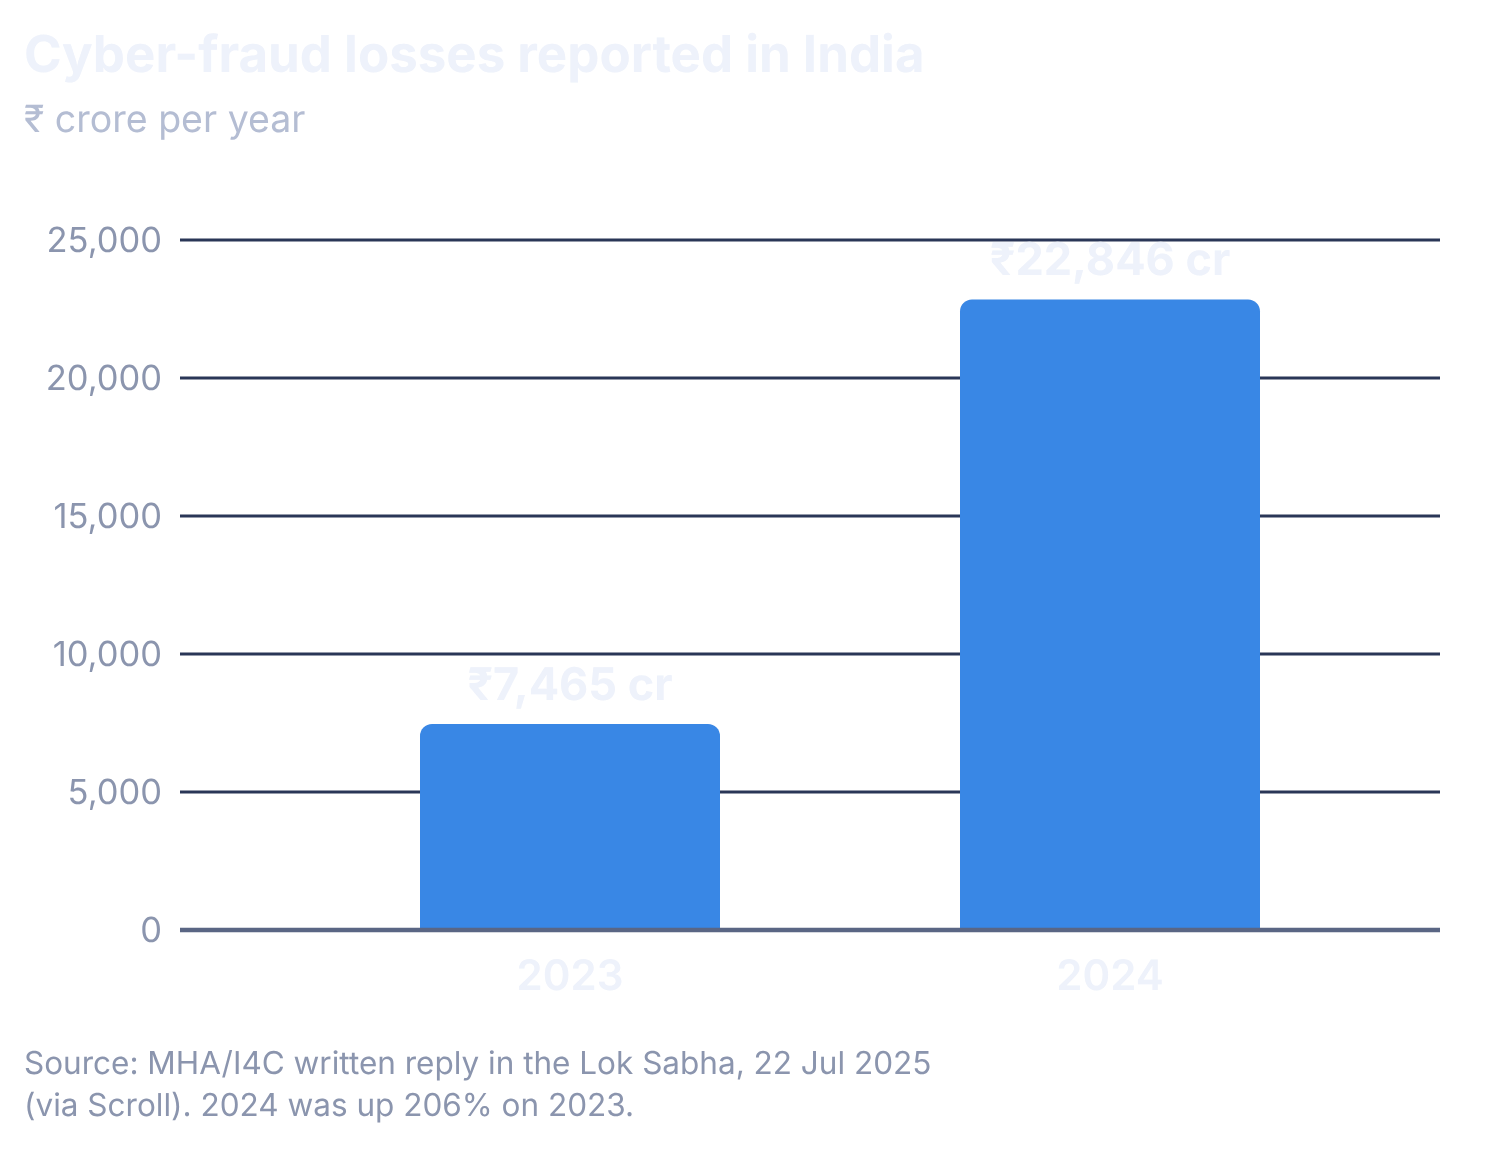 Cyber-fraud losses reported in India
₹ crore per year
25,000
₹22,846 cr
20,000
15,000
10,000
₹7,465 cr
5,000
0
2023
2024
Source: MHA/I4C written reply in the Lok Sabha, 22 Jul 2025
(via Scroll). 2024 was up 206% on 2023.